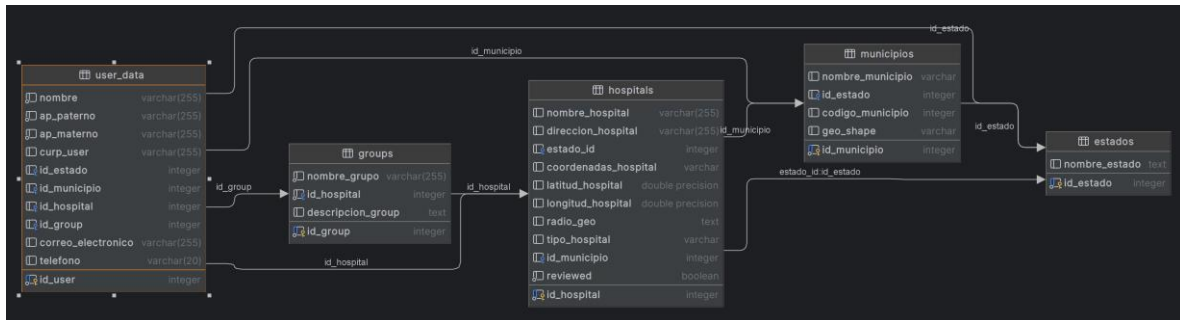 id_estado
id_municipio
user_data
nombre varchar(255)
ap_paterno varchar(255)
ap_materno varchar(255)
curp_user varchar(255)
id_estado integer
id_municipio integer
id_hospital integer
id_group integer
correo_electronico varchar(255)
telefono varchar(20)
id_user integer
id_group
groups
nombre_grupo varchar(255)
id_hospital integer
descripcion_group text
id_group integer
id_hospital
id_hospital
hospitals
nombre_hospital varchar(255)
direccion_hospital varchar(255)
estado_id integer
coordenadas_hospital varchar
latitud_hospital double precision
longitud_hospital double precision
radio_geo text
tipo_hospital varchar
id_municipio integer
reviewed boolean
id_hospital integer
id_municipio
municipios
nombre_municipio varchar
id_estado integer
codigo_municipio integer
geo_shape varchar
id_municipio integer
id_estado
estado_id:id_estado
estados
nombre_estado text
id_estado integer